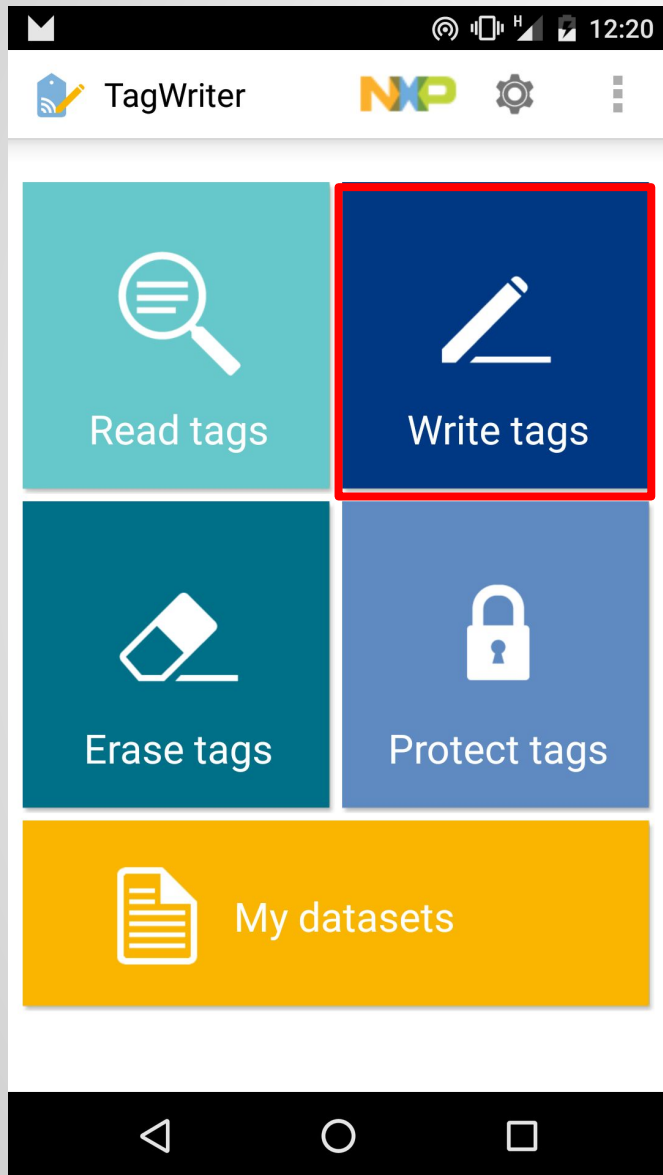 H 12:20
TagWriter NXP
Read tags
Write tags
Erase tags
Protect tags
My datasets